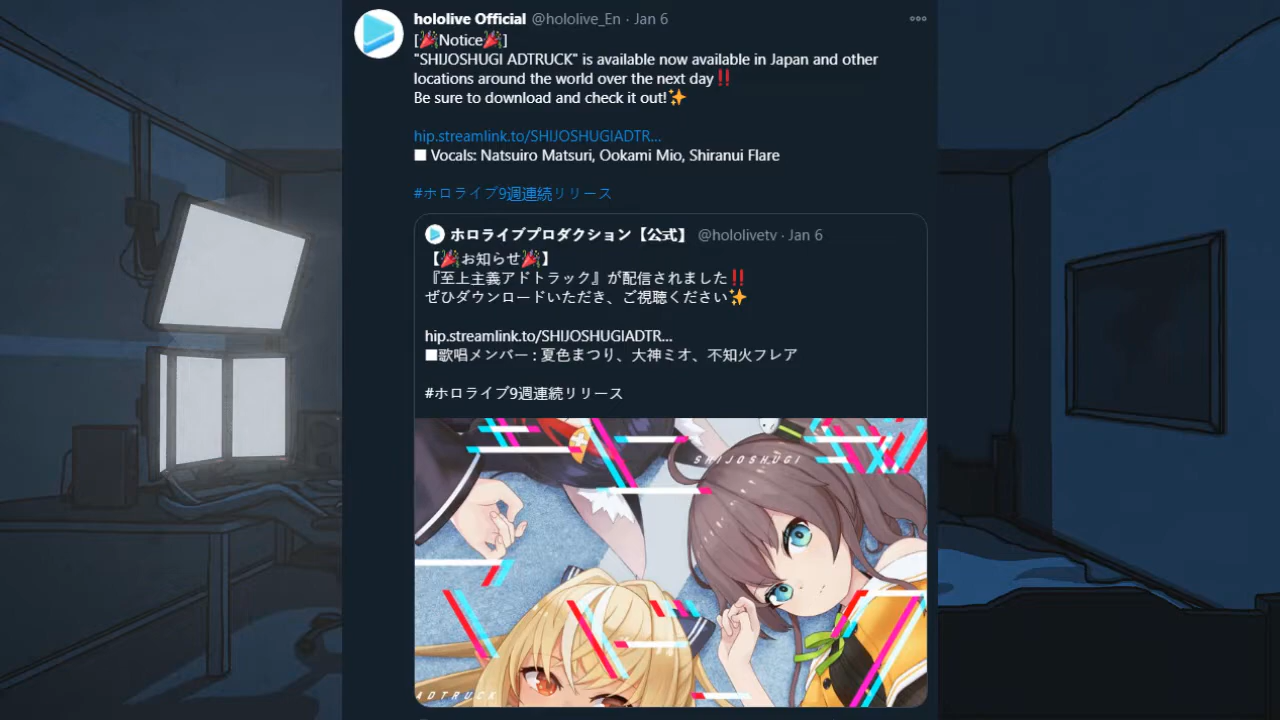 hololive Official @hololive_En · Jan 6
[🎉Notice🎉]
"SHIJOSHUGI ADTRUCK" is available now available in Japan and other
locations around the world over the next day‼️
Be sure to download and check it out!✨
hip.streamlink.to/SHIJOSHUGIADTR...
■ Vocals: Natsuiro Matsuri, Ookami Mio, Shiranui Flare
#ホロライブ9週連続リリース
ホロライブプロダクション【公式】 @hololivetv · Jan 6
【🎉お知らせ🎉】
『至上主義アドトラック』が配信されました‼️
ぜひダウンロードいただき、ご視聴ください✨
hip.streamlink.to/SHIJOSHUGIADTR...
■歌唱メンバー : 夏色まつり、大神ミオ、不知火フレア
#ホロライブ9週連続リリース
SHIJOSHUGI
ADTRUCK